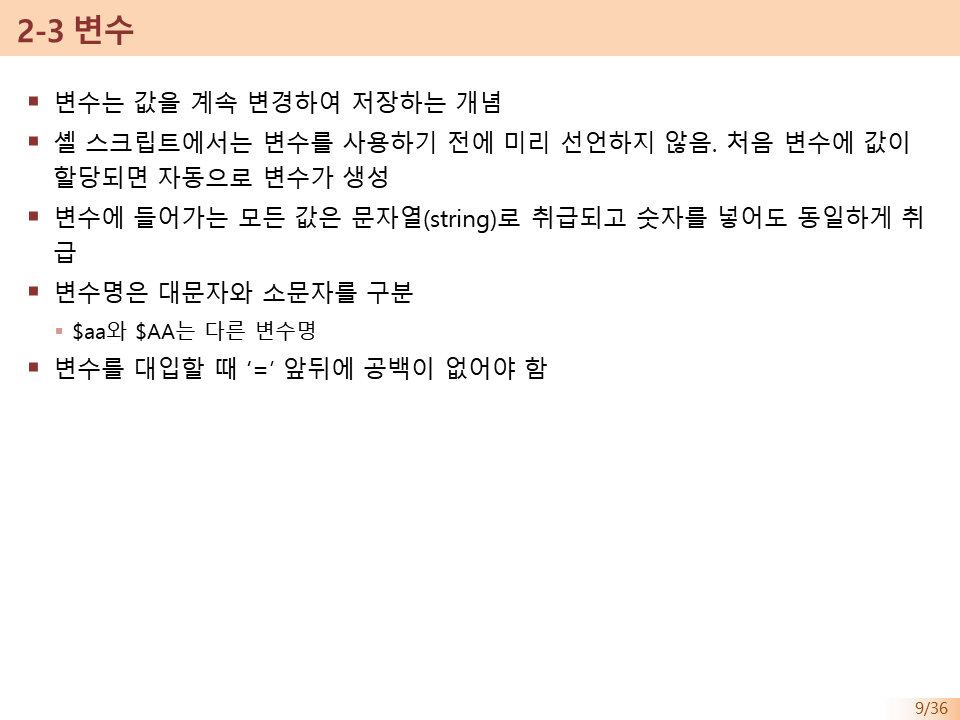 2-3 변수
▪ 변수는 값을 계속 변경하여 저장하는 개념
▪ 셸 스크립트에서는 변수를 사용하기 전에 미리 선언하지 않음. 처음 변수에 값이
할당되면 자동으로 변수가 생성
▪ 변수에 들어가는 모든 값은 문자열(string)로 취급되고 숫자를 넣어도 동일하게 취
급
▪ 변수명은 대문자와 소문자를 구분
▪ $aa와 $AA는 다른 변수명
▪ 변수를 대입할 때 ‘=’ 앞뒤에 공백이 없어야 함
9/36